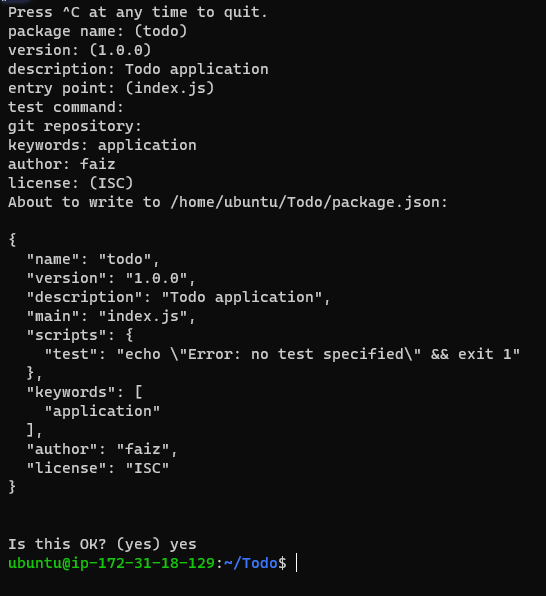 Press ^C at any time to quit.
package name: (todo)
version: (1.0.0)
description: Todo application
entry point: (index.js)
test command:
git repository:
keywords: application
author: faiz
license: (ISC)
About to write to /home/ubuntu/Todo/package.json:

{
  "name": "todo",
  "version": "1.0.0",
  "description": "Todo application",
  "main": "index.js",
  "scripts": {
    "test": "echo \"Error: no test specified\" && exit 1"
  },
  "keywords": [
    "application"
  ],
  "author": "faiz",
  "license": "ISC"
}


Is this OK? (yes) yes
ubuntu@ip-172-31-18-129:~/Todo$